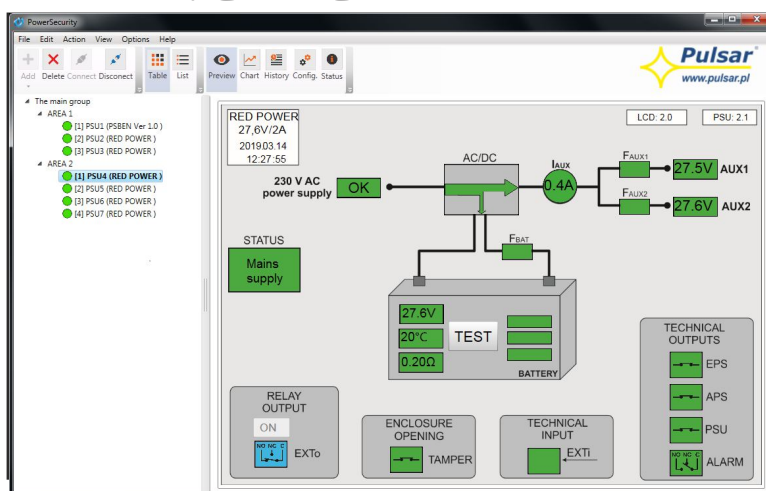 PowerSecurity
File Edit Action View Options Help
Add Delete Connect Disconect Table List Preview Chart History Config. Status
Pulsar
www.pulsar.pl
The main group
AREA 1
[1] PSU1 (PSBEN Ver 1.0 )
[2] PSU2 (RED POWER )
[3] PSU3 (RED POWER )
AREA 2
[1] PSU4 (RED POWER )
[2] PSU5 (RED POWER )
[3] PSU6 (RED POWER )
[4] PSU7 (RED POWER )
RED POWER
27,6V/2A
2019.03.14
12:27:55
LCD: 2.0
PSU: 2.1
230 V AC
power supply
OK
AC/DC
IAUX
0.4A
FAUX1
27.5V AUX1
FAUX2
27.6V AUX2
STATUS
Mains
supply
FBAT
27.6V
20°C
0.20Ω
TEST
BATTERY
RELAY
OUTPUT
ON
NO NC C
EXTo
ENCLOSURE
OPENING
TAMPER
TECHNICAL
INPUT
EXTi
TECHNICAL
OUTPUTS
EPS
APS
PSU
NO NC C
ALARM